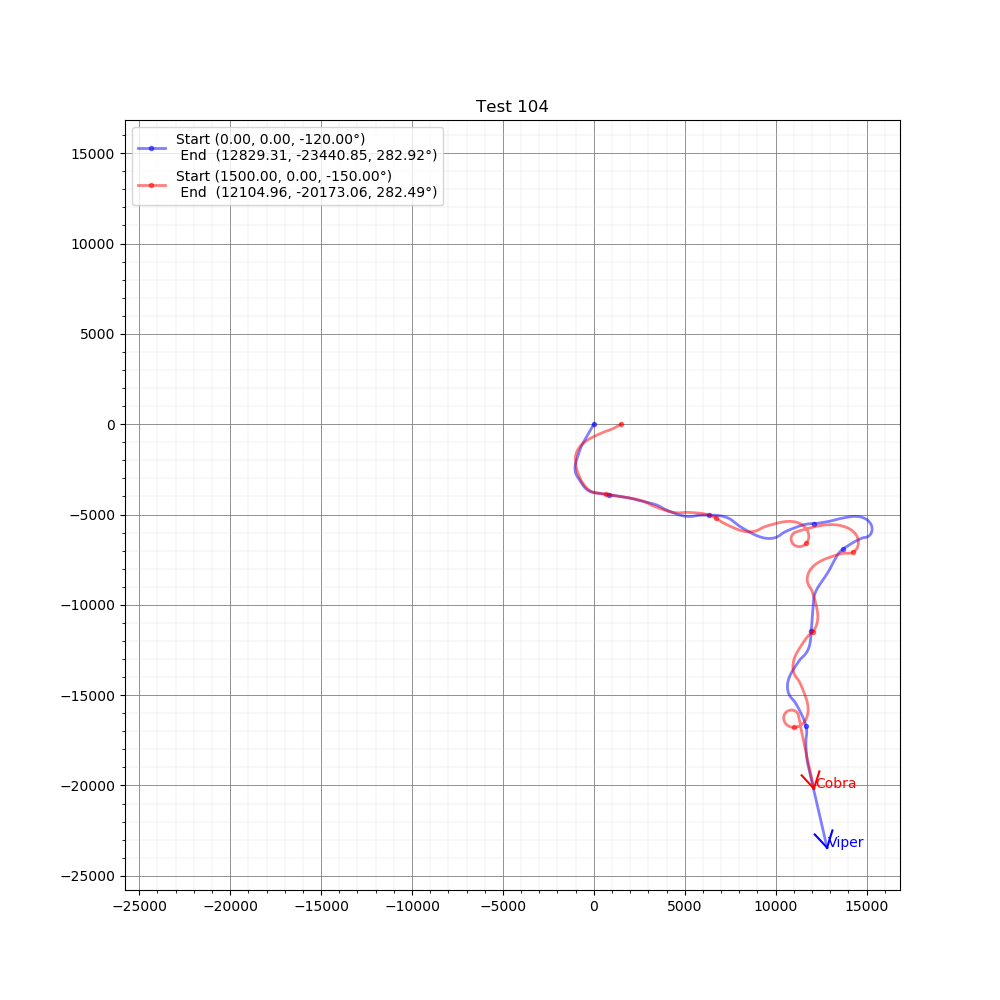 Test 104
Start (0.00, 0.00, -120.00°)
End (12829.31, -23440.85, 282.92°)
Start (1500.00, 0.00, -150.00°)
End (12104.96, -20173.06, 282.49°)
15000
10000
5000
0
−5000
−10000
−15000
−20000
−25000
Cobra
Viper
−25000 −20000 −15000 −10000 −5000 0 5000 10000 15000